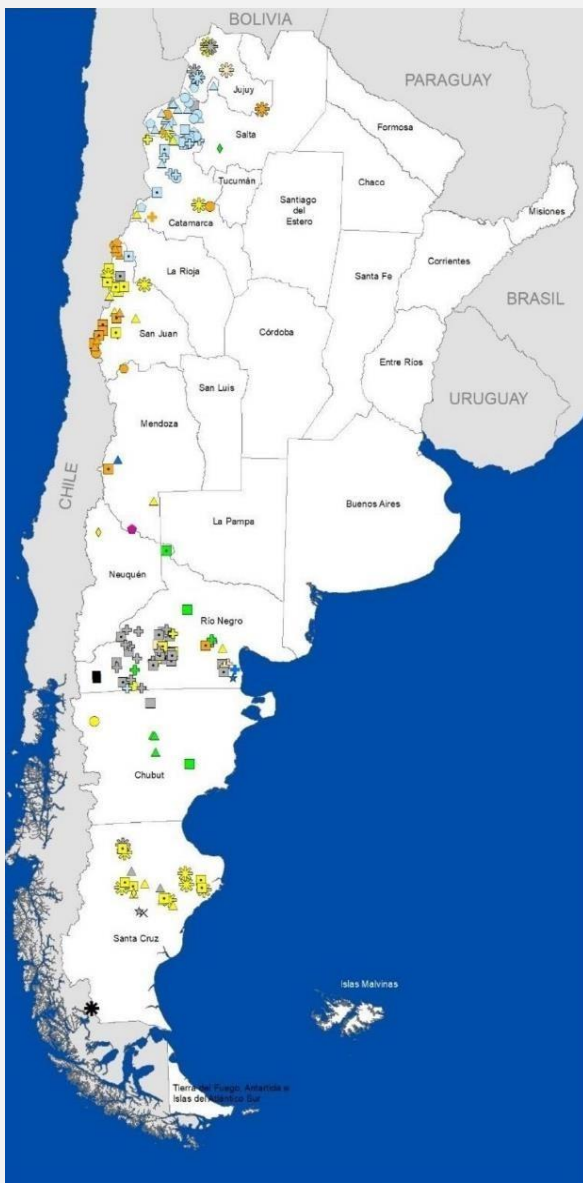 BOLIVIA
PARAGUAY
Jujuy
Formosa
Salta
Chaco
Tucumán
Santiago
del
Estero
Misiones
Catamarca
Corrientes
La Rioja
Santa Fe
BRASIL
San Juan
Córdoba
Entre Ríos
San Luis
URUGUAY
Mendoza
CHILE
Buenos Aires
La Pampa
Neuquén
Río Negro
Chubut
Santa Cruz
Islas Malvinas
Tierra del Fuego, Antártida e
Islas del Atlántico Sur